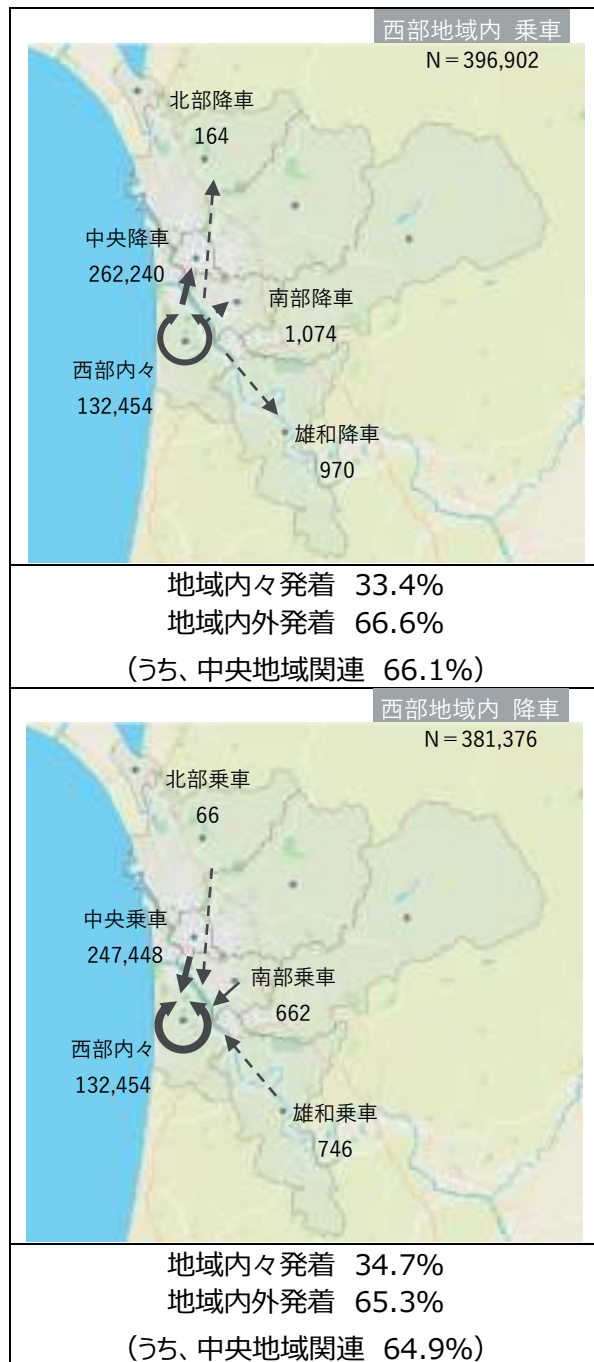 西部地域内 乗車
N＝396,902
北部降車
164
中央降車
262,240
南部降車
1,074
西部内々
132,454
雄和降車
970
地域内々発着 33.4%
地域内外発着 66.6%
（うち、中央地域関連 66.1%）
西部地域内 降車
N＝381,376
北部乗車
66
中央乗車
247,448
南部乗車
662
西部内々
132,454
雄和乗車
746
地域内々発着 34.7%
地域内外発着 65.3%
（うち、中央地域関連 64.9%）